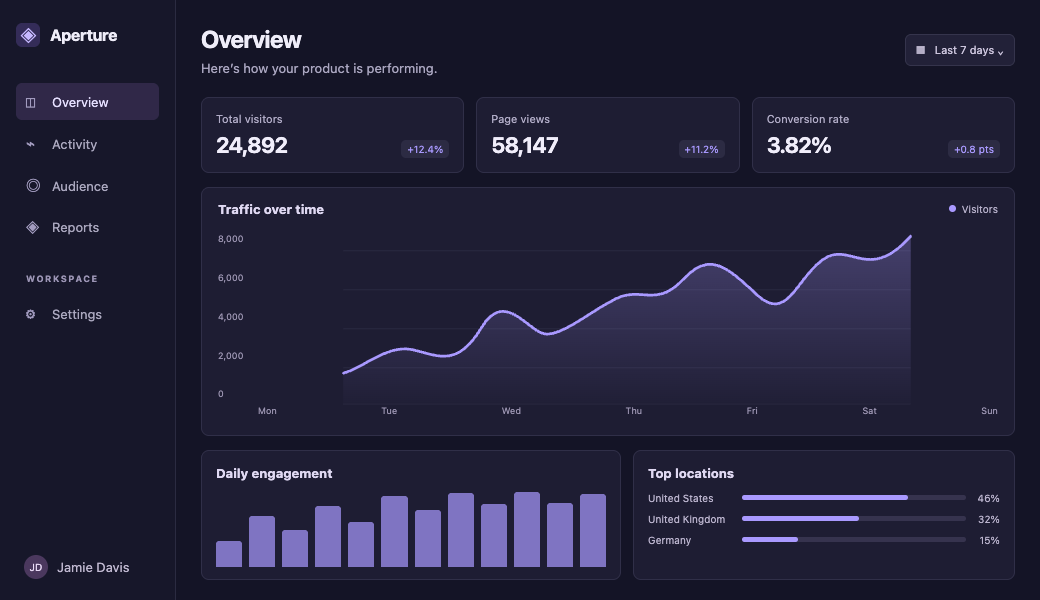 Aperture
Overview
Activity
Audience
Reports
WORKSPACE
Settings
JD
Jamie Davis
Overview
Here's how your product is performing.
Last 7 days
Total visitors
24,892
+12.4%
Page views
58,147
+11.2%
Conversion rate
3.82%
+0.8 pts
Traffic over time
Visitors
8,000
6,000
4,000
2,000
0
Mon Tue Wed Thu Fri Sat Sun
Daily engagement
Top locations
United States 46%
United Kingdom 32%
Germany 15%